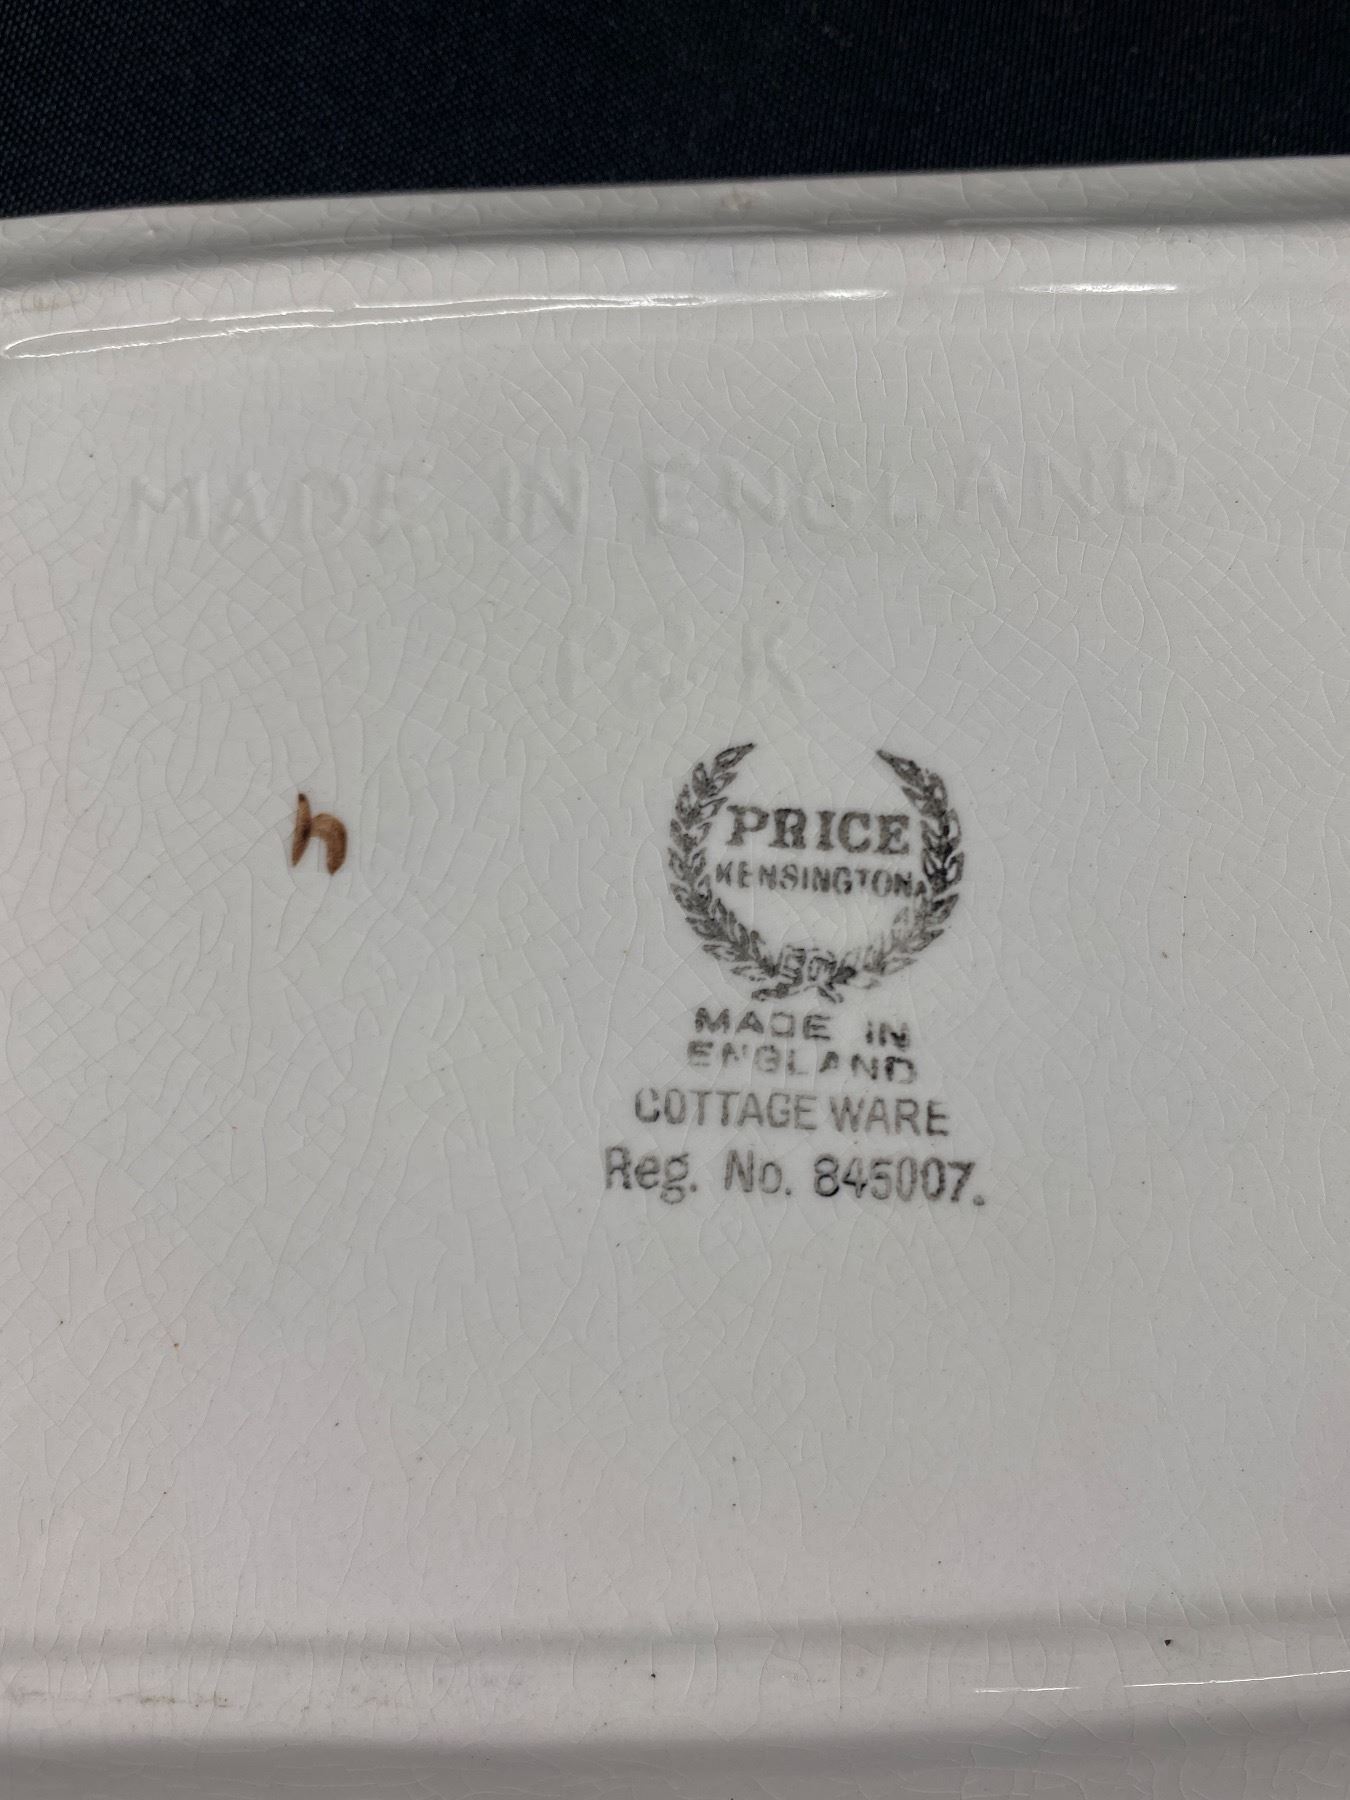 MADE IN ENGLAND
P & K
h
PRICE
KENSINGTON
MADE IN
ENGLAND
COTTAGE WARE
Reg. No. 845007.